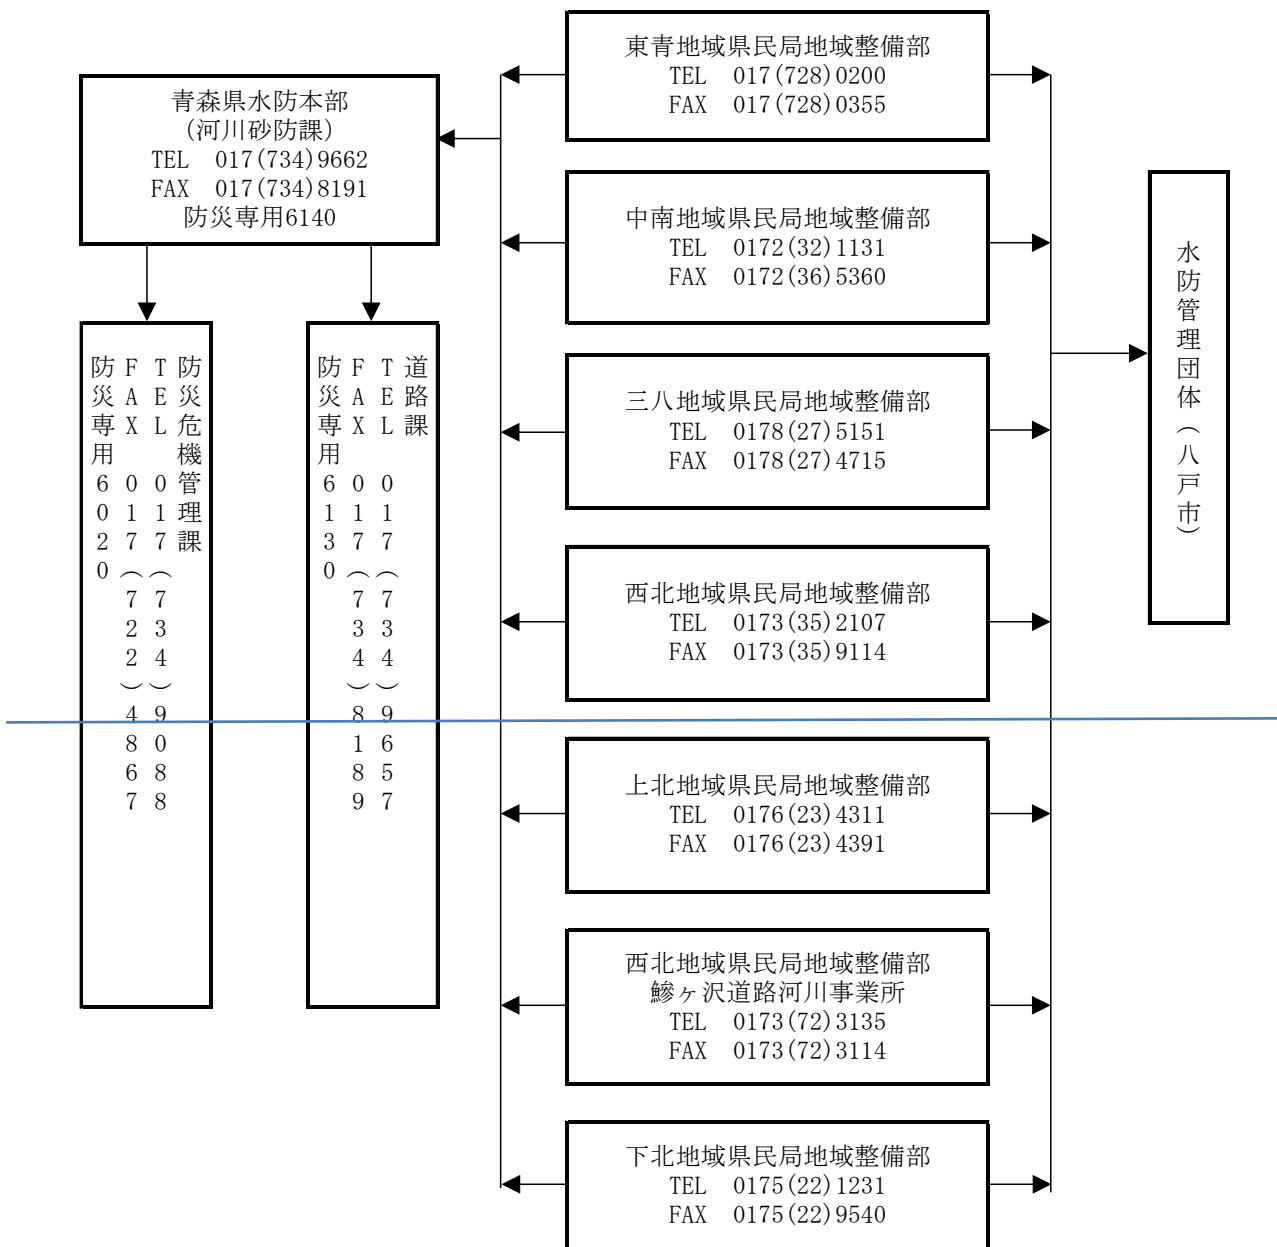 青森県水防本部
(河川砂防課)
TEL 017(734)9662
FAX 017(734)8191
防災専用6140
防災危機管理課
TEL 017(734)9088
FAX 017(722)4867
防災専用6020
道路課
TEL 017(734)9657
FAX 017(734)8189
防災専用6130
東青地域県民局地域整備部
TEL 017(728)0200
FAX 017(728)0355
中南地域県民局地域整備部
TEL 0172(32)1131
FAX 0172(36)5360
三八地域県民局地域整備部
TEL 0178(27)5151
FAX 0178(27)4715
西北地域県民局地域整備部
TEL 0173(35)2107
FAX 0173(35)9114
上北地域県民局地域整備部
TEL 0176(23)4311
FAX 0176(23)4391
西北地域県民局地域整備部
鰺ヶ沢道路河川事業所
TEL 0173(72)3135
FAX 0173(72)3114
下北地域県民局地域整備部
TEL 0175(22)1231
FAX 0175(22)9540
水防管理団体(八戸市)